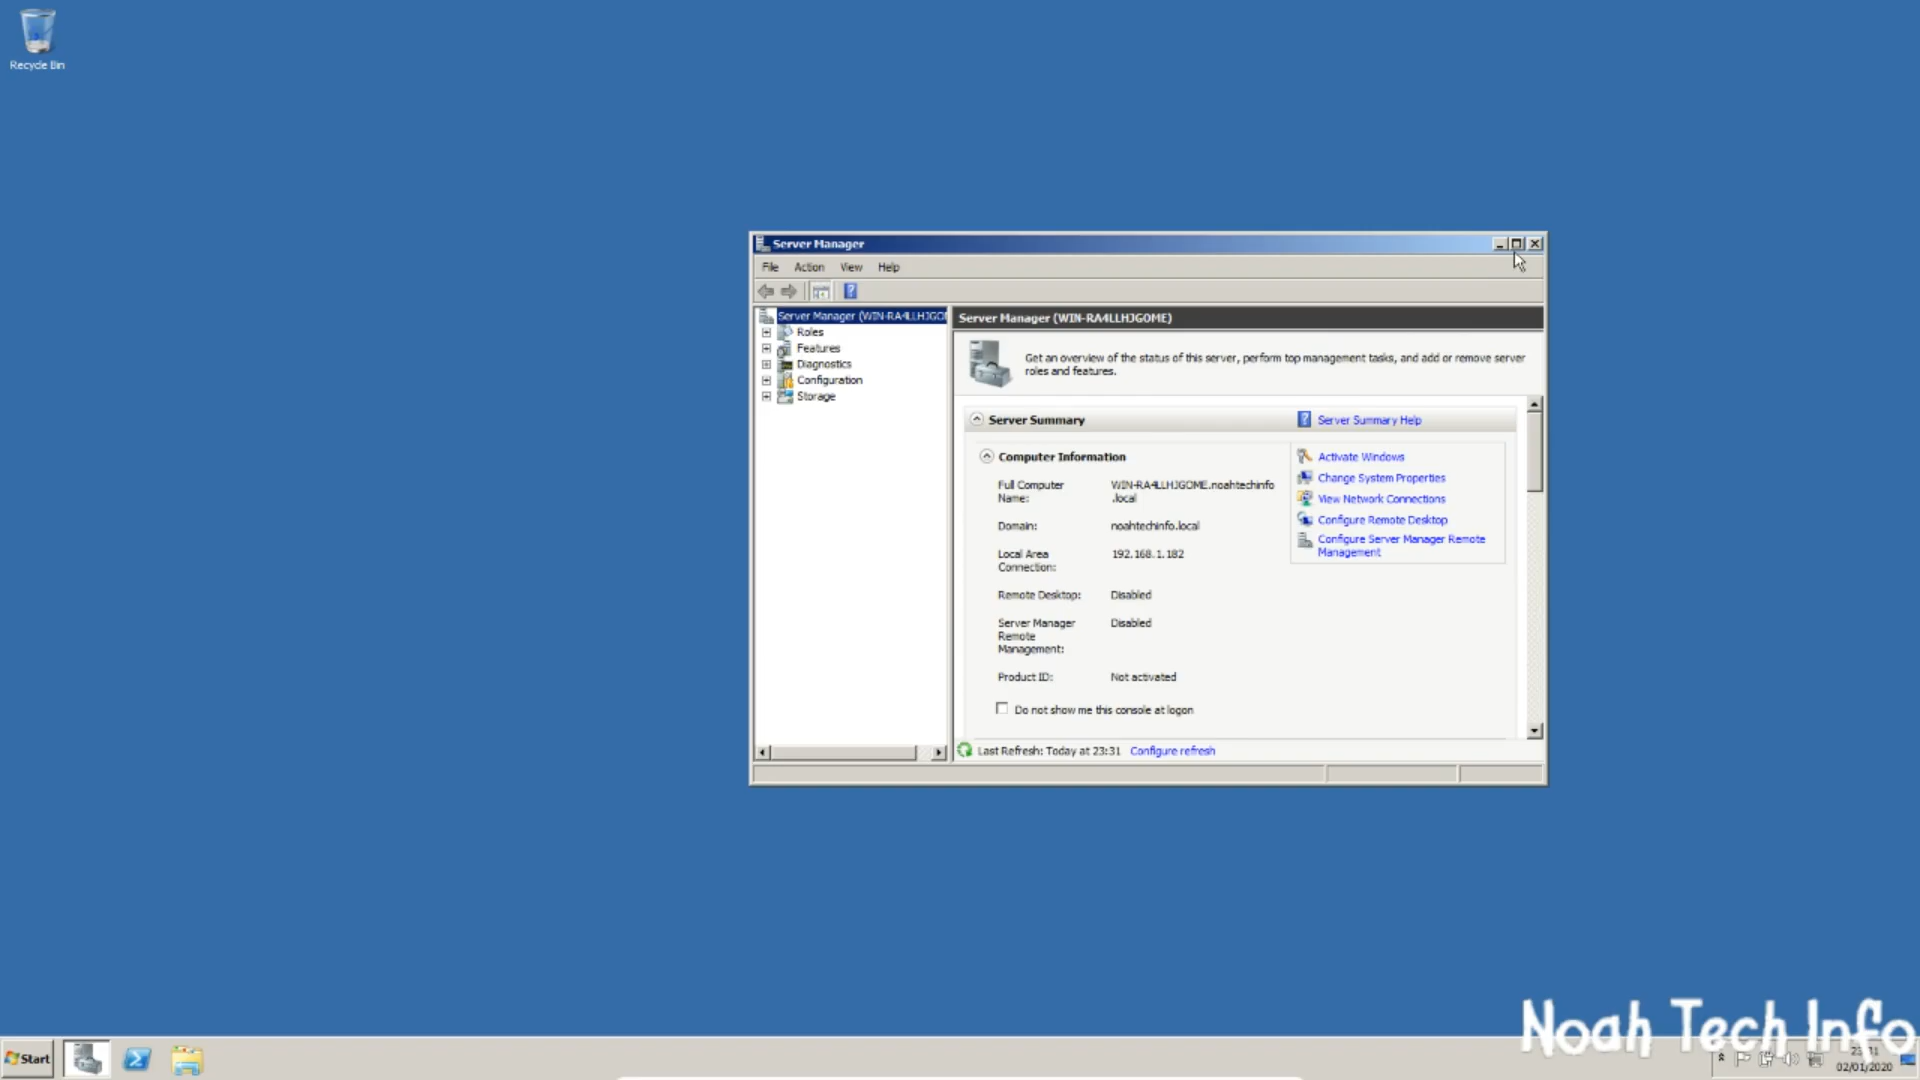 Recycle Bin
Server Manager
File Action View Help
Server Manager (WIN-RA4LLHJGOM
Roles
Features
Diagnostics
Configuration
Storage
Server Manager (WIN-RA4LLHJGOME)
Get an overview of the status of this server, perform top management tasks, and add or remove server
roles and features.
Server Summary
Server Summary Help
Computer Information
Full Computer
Name:
WIN-RA4LLHJGOME.noahtechinfo
.local
Domain:
noahtechinfo.local
Local Area
Connection:
192.168.1.182
Remote Desktop:
Disabled
Server Manager
Remote
Management:
Disabled
Product ID:
Not activated
Do not show me this console at logon
Activate Windows
Change System Properties
View Network Connections
Configure Remote Desktop
Configure Server Manager Remote
Management
Last Refresh: Today at 23:31 Configure refresh
Noah Tech Info
Start
23:31
02/01/2020